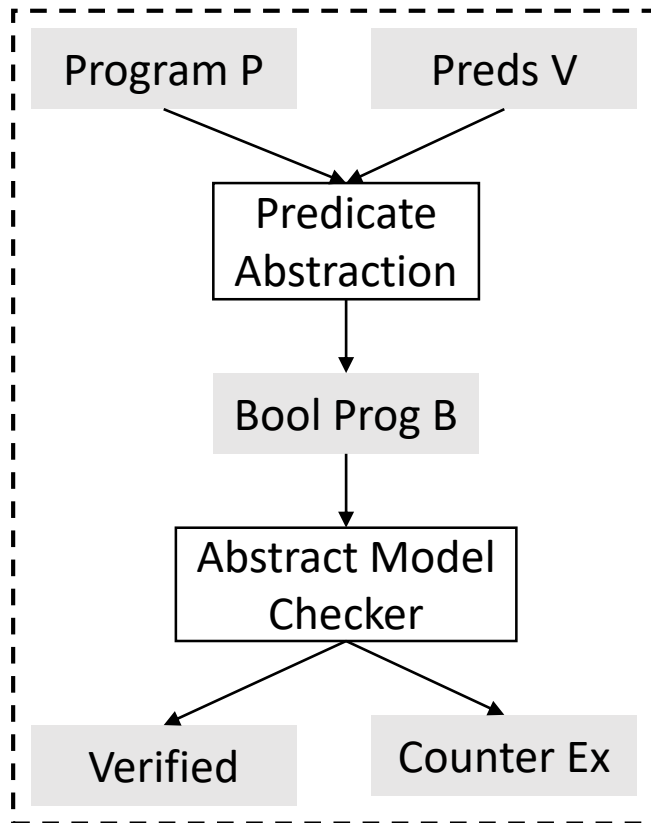 Program P
Preds V
Predicate
Abstraction
Bool Prog B
Abstract Model
Checker
Verified
Counter Ex